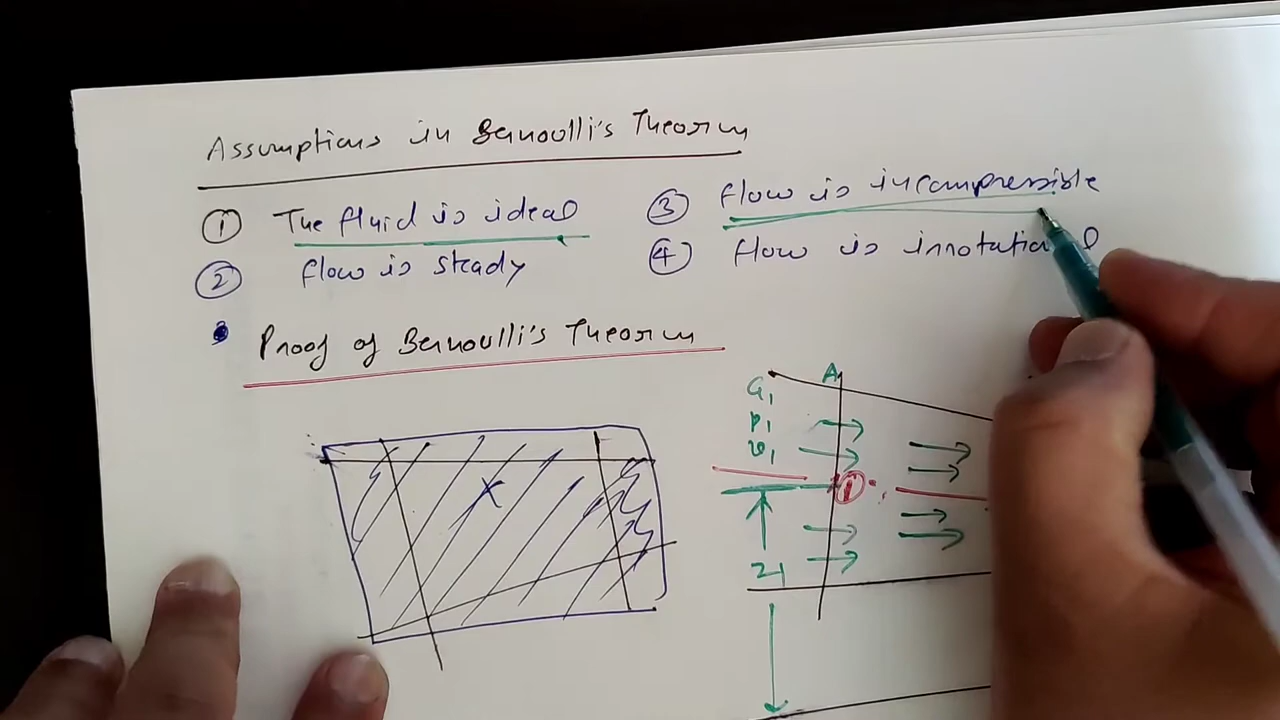 Assumptions in Bernoulli's Theorem
① The fluid is ideal
② flow is steady
③ flow is incompressible
④ flow is irrotational
Proof of Bernoulli's Theorem
A
G₁
P₁
v₁
①
Z₁